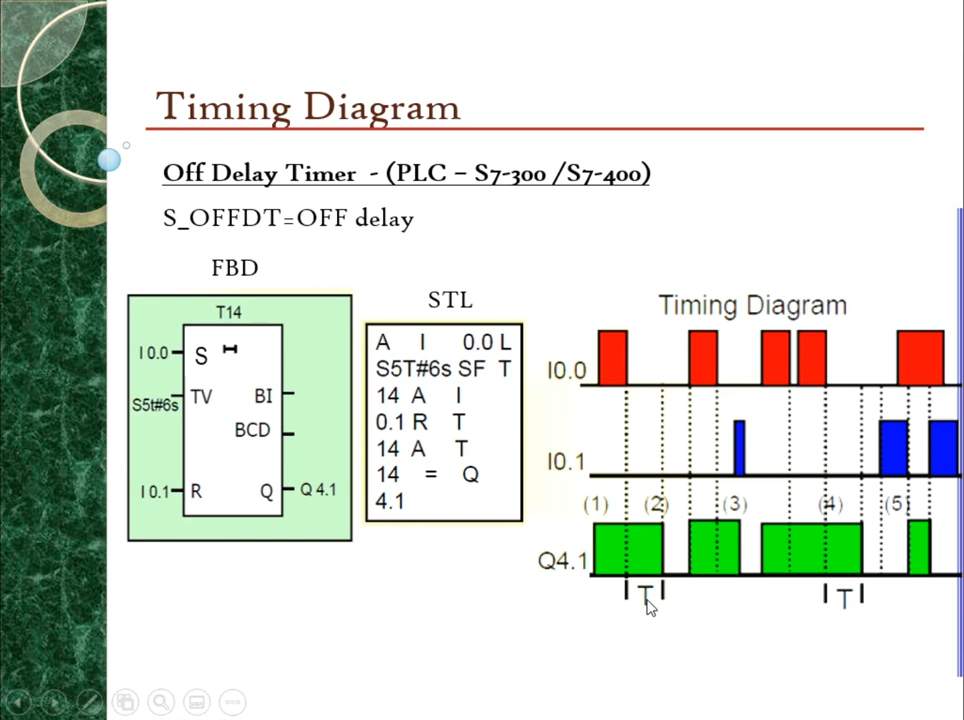 Timing Diagram
Off Delay Timer - (PLC – S7-300 /S7-400)
S_OFFDT=OFF delay
FBD
T14
I 0.0
S
S5t#6s
TV
BI
BCD
I 0.1
R
Q
Q 4.1
STL
A I 0.0 L
S5T#6s SF T
14 A I
0.1 R T
14 A T
14 = Q
4.1
Timing Diagram
I0.0
I0.1
(1) (2) (3) (4) (5)
Q4.1
T T